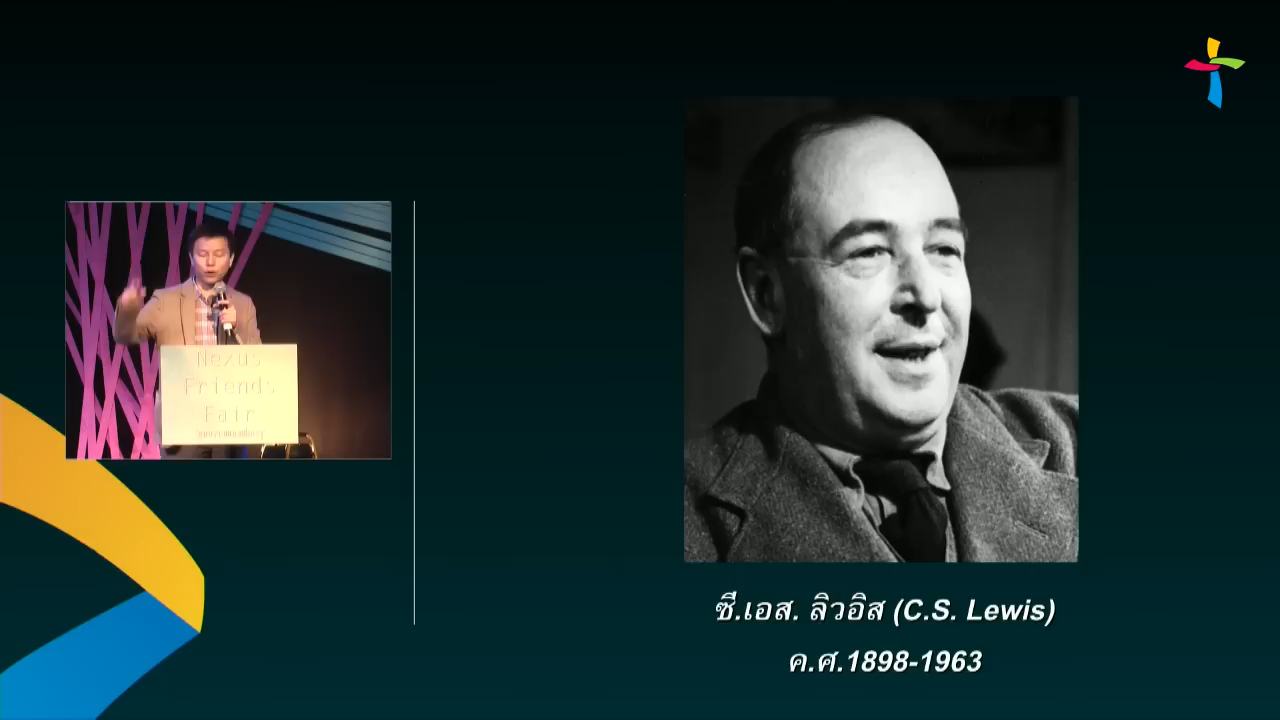 Nexus
Friends
Fair
ซี.เอส. ลิวอิส (C.S. Lewis)
ค.ศ.1898-1963